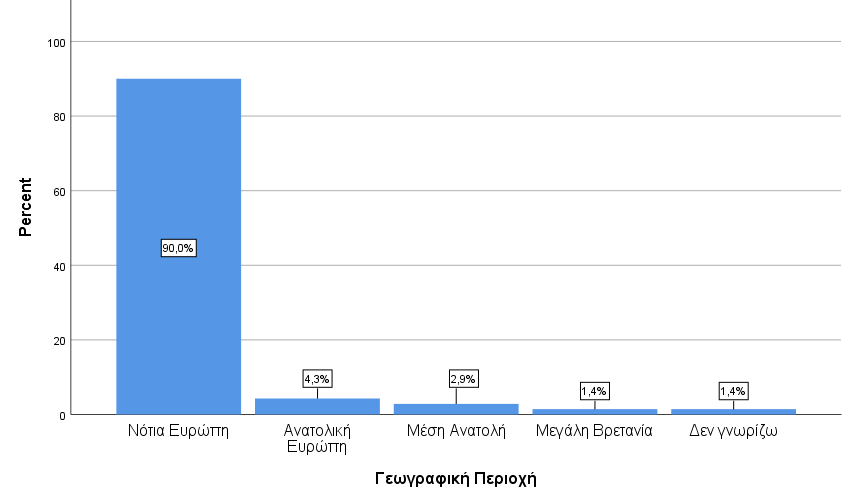 100
80
60
40
20
0
Percent
90,0%
4,3%
2,9%
1,4%
1,4%
Νότια Ευρώπη
Ανατολική
Ευρώπη
Μέση Ανατολή
Μεγάλη Βρετανία
Δεν γνωρίζω
Γεωγραφική Περιοχή